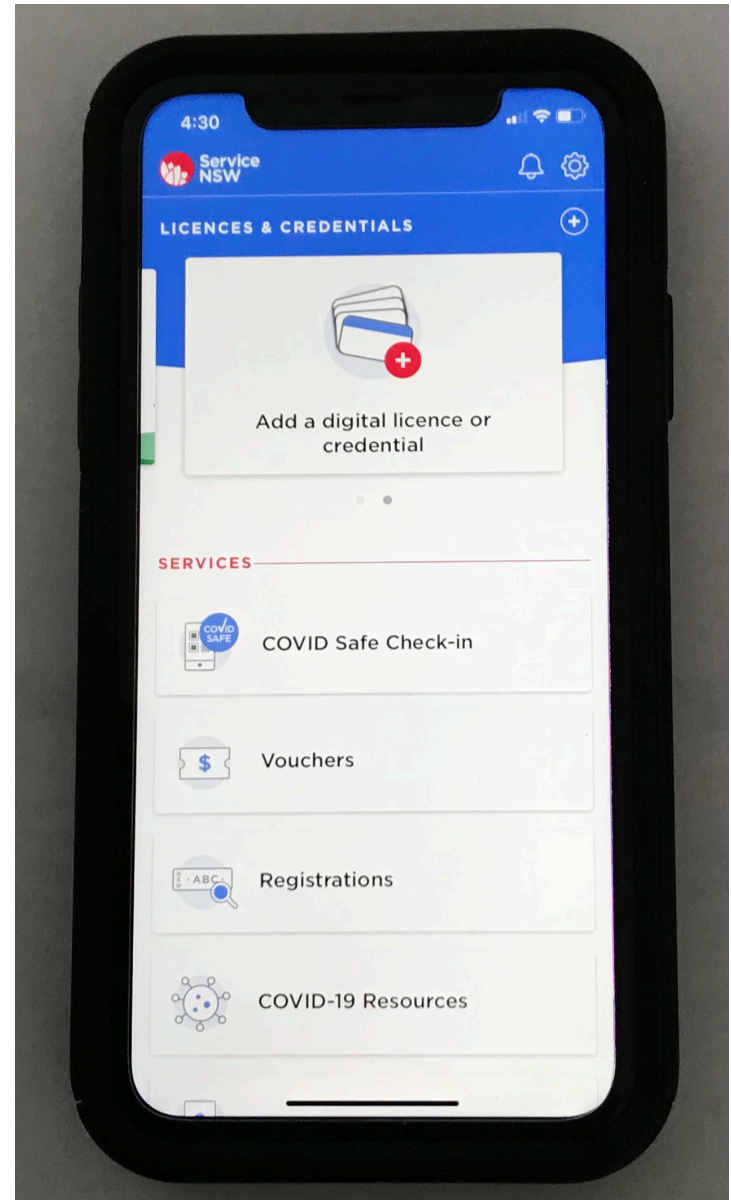 4:30
Service
NSW
LICENCES & CREDENTIALS
Add a digital licence or
credential
SERVICES
COVID
SAFE
COVID Safe Check-in
$
Vouchers
NSW
·ABC·
Registrations
COVID-19 Resources